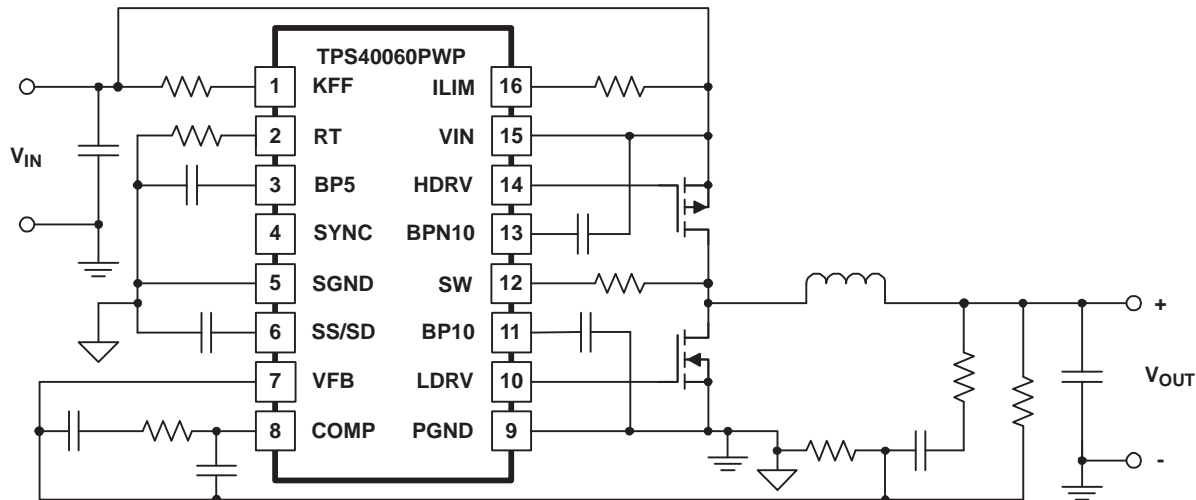 TPS40060PWP
1 KFF ILIM 16
2 RT VIN 15
3 BP5 HDRV 14
4 SYNC BPN10 13
5 SGND SW 12
6 SS/SD BP10 11
7 VFB LDRV 10
8 COMP PGND 9
VIN
+
VOUT
-